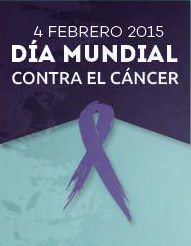 4 FEBRERO 2015
DÍA MUNDIAL
CONTRA EL CÁNCER